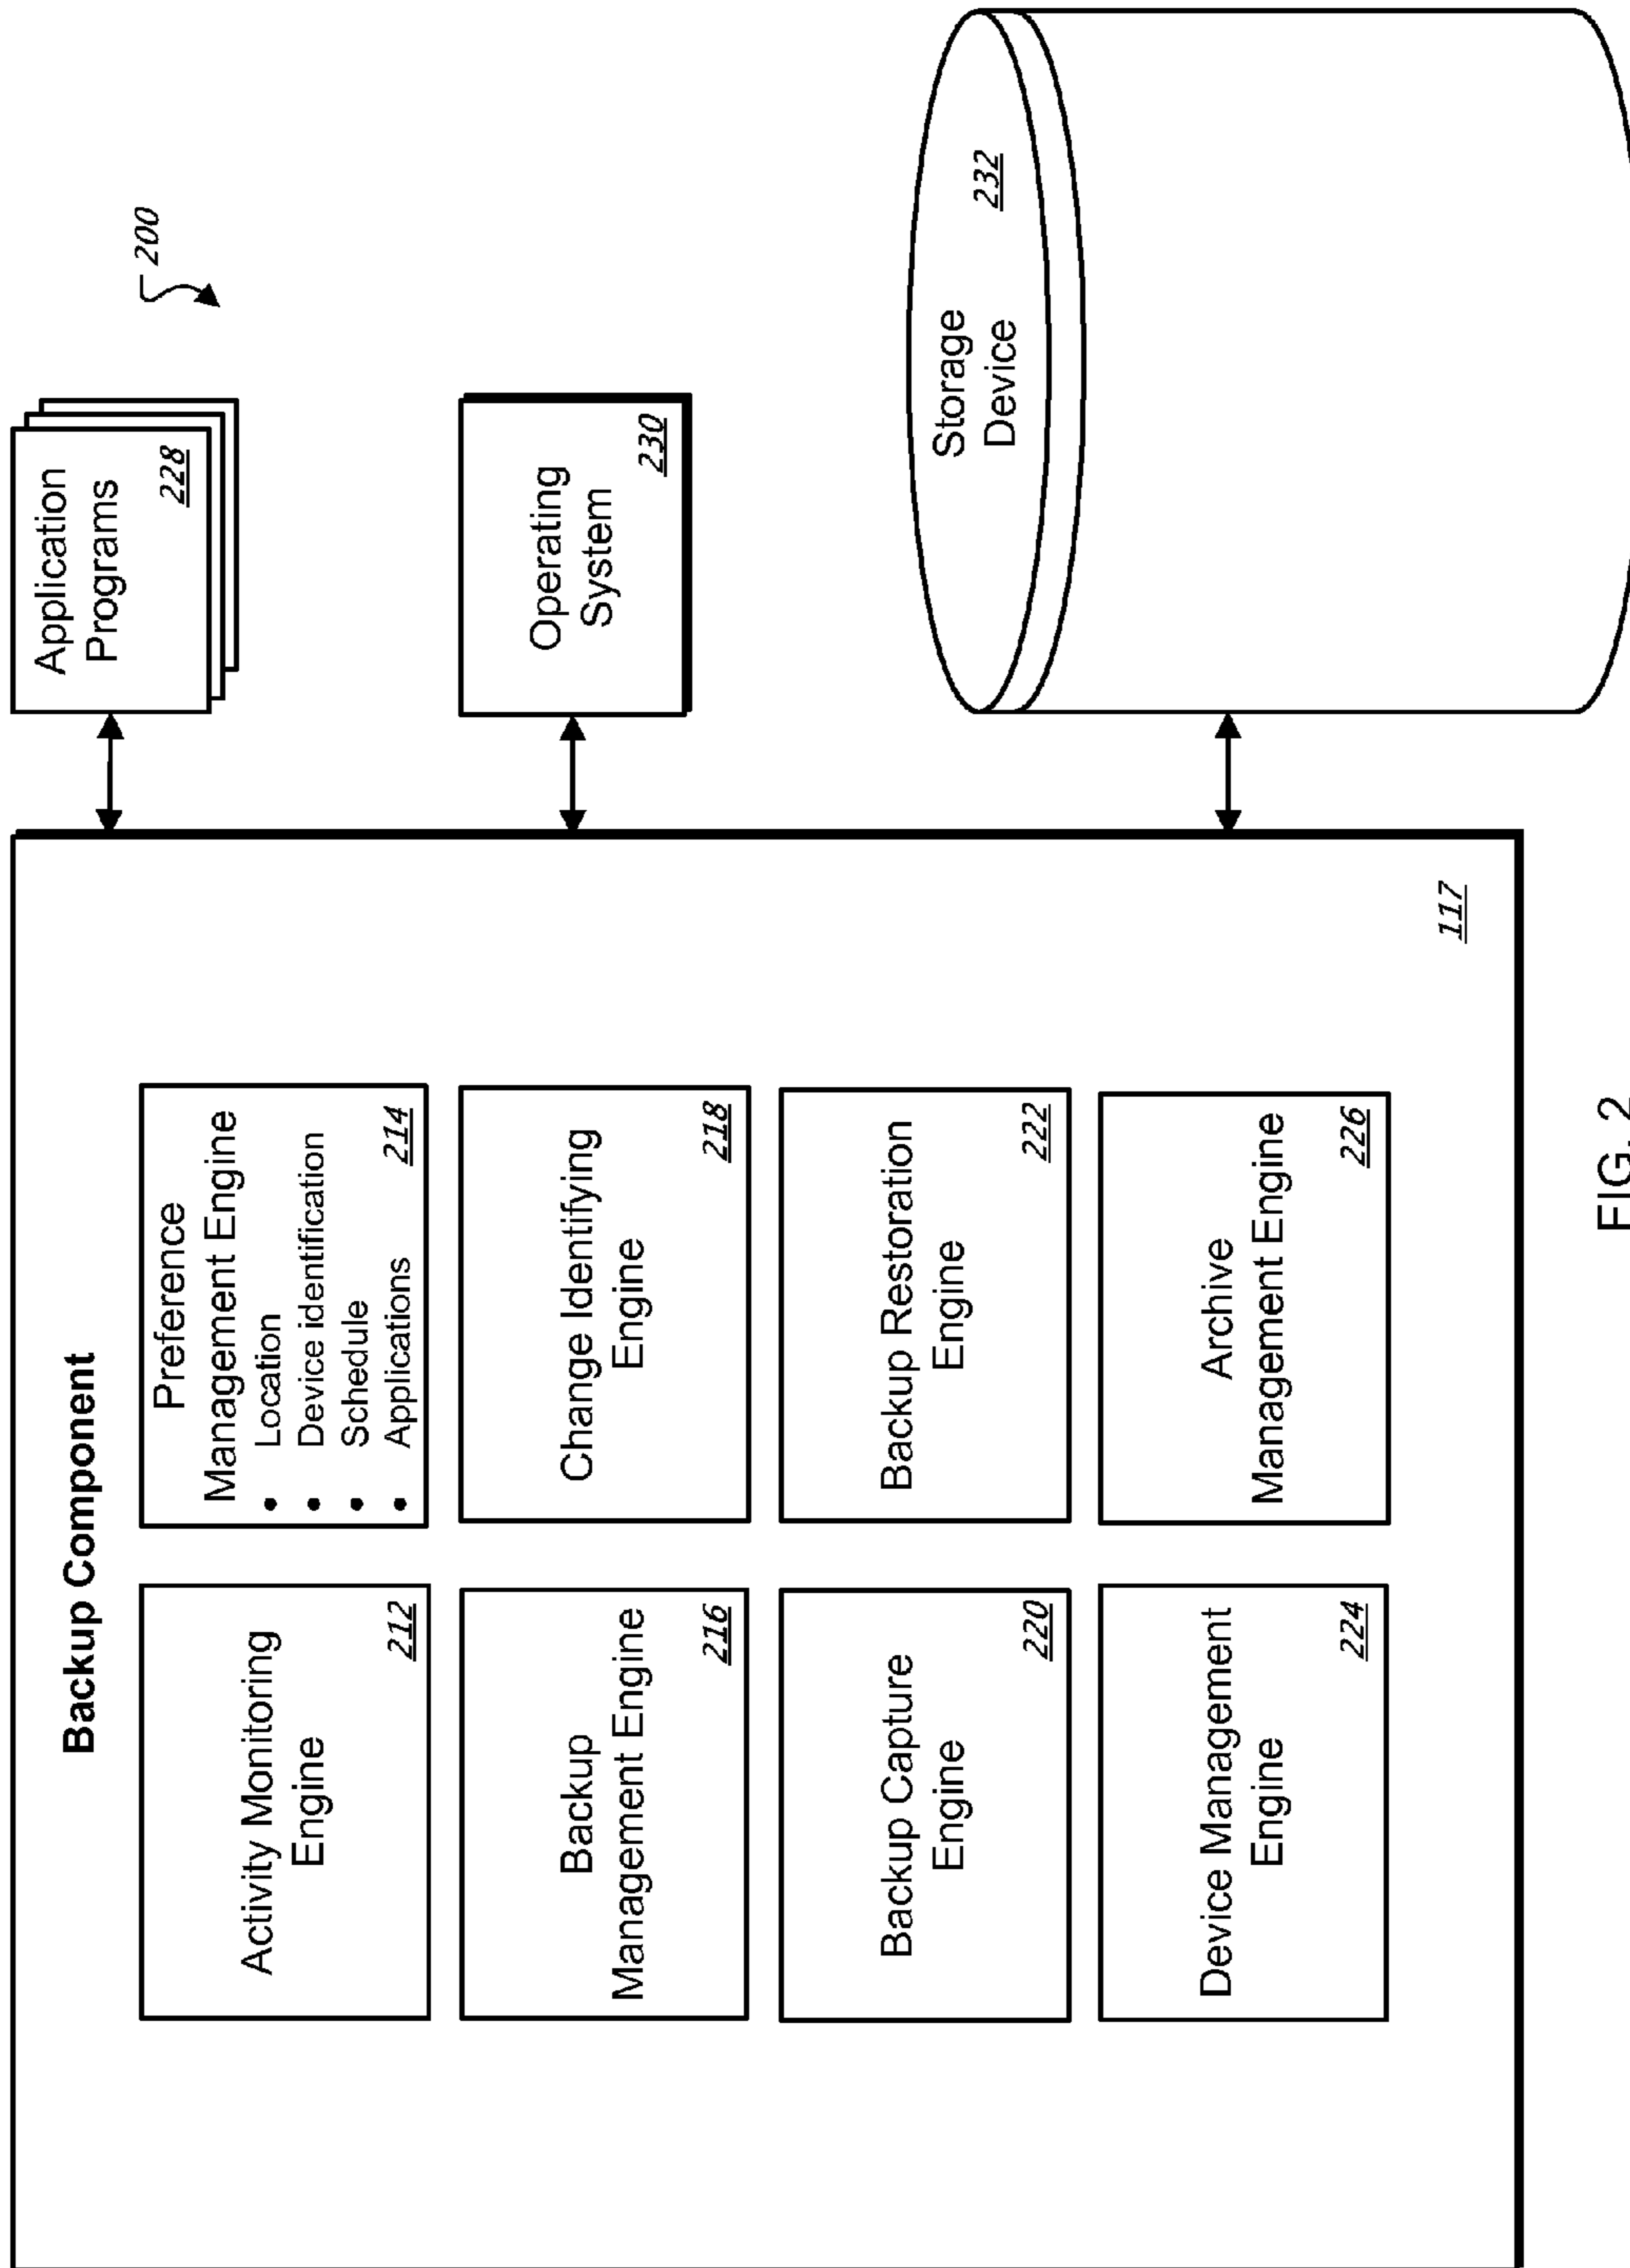 Backup Component
Activity Monitoring
Engine
212
Preference
Management Engine
• Location
• Device identification
• Schedule
• Applications
214
Backup
Management Engine
216
Change Identifying
Engine
218
Backup Capture
Engine
220
Backup Restoration
Engine
222
Device Management
Engine
224
Archive
Management Engine
226
117
Application
Programs
228
200
Operating
System
230
Storage
Device
232
FIG. 2